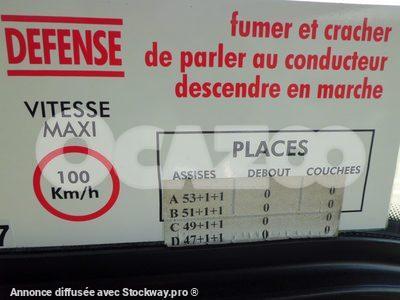 DEFENSE
fumer et cracher
de parler au conducteur
descendre en marche
VITESSE
MAXI
100
Km/h
PLACES
ASSISES DEBOUT COUCHEES
A 53+1+1 0 0
B 51+1+1 0 0
C 49+1+1 0 0
D 47+1+1 0 0
7
OCAZOO
Annonce diffusée avec Stockway.pro ®